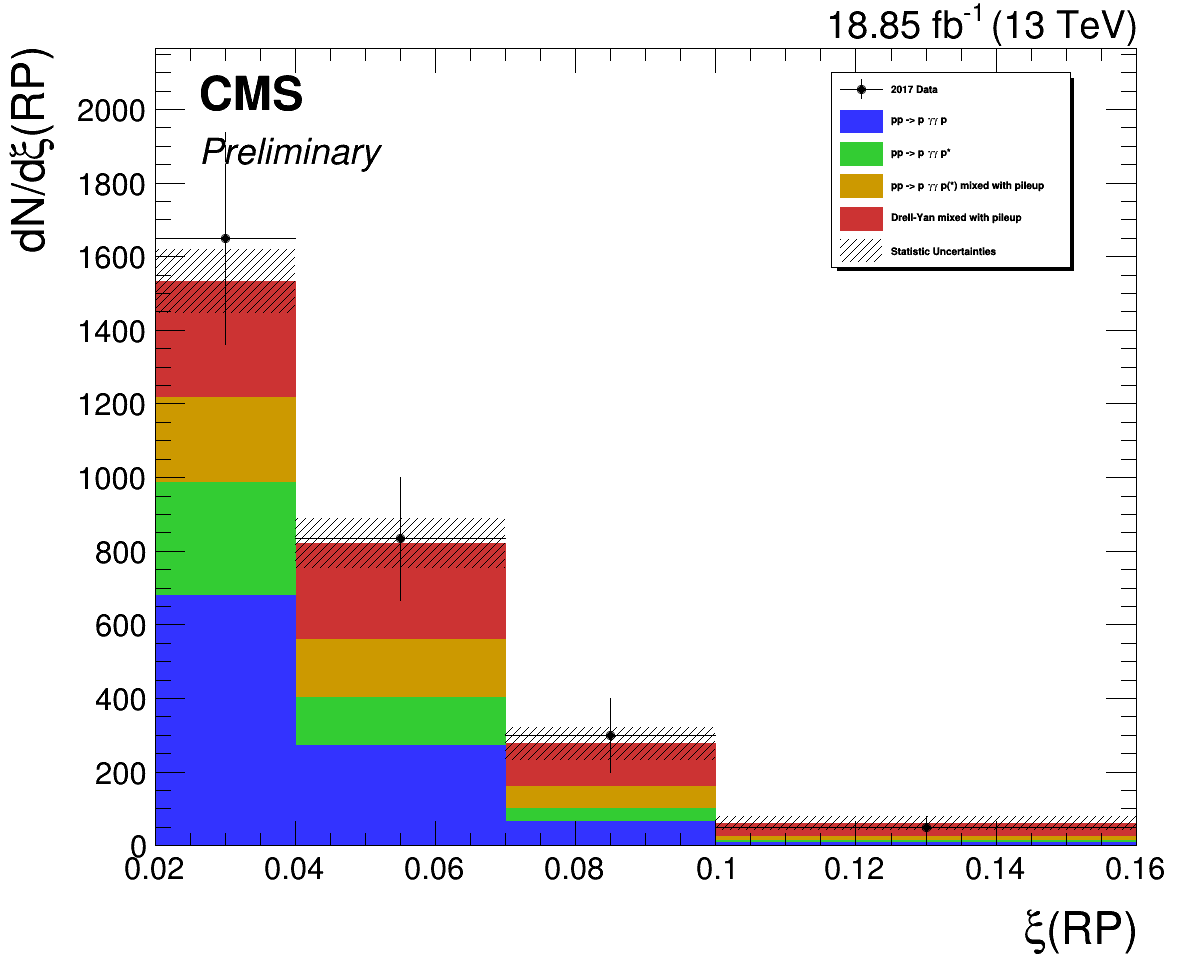 18.85 fb-1 (13 TeV)
dN/dξ(RP)
CMS
Preliminary
2017 Data
pp -> p γγ p
pp -> p γγ p*
pp -> p γγ p(*) mixed with pileup
Drell-Yan mixed with pileup
Statistic Uncertainties
2000
1800
1600
1400
1200
1000
800
600
400
200
0
0.02 0.04 0.06 0.08 0.1 0.12 0.14 0.16
ξ(RP)